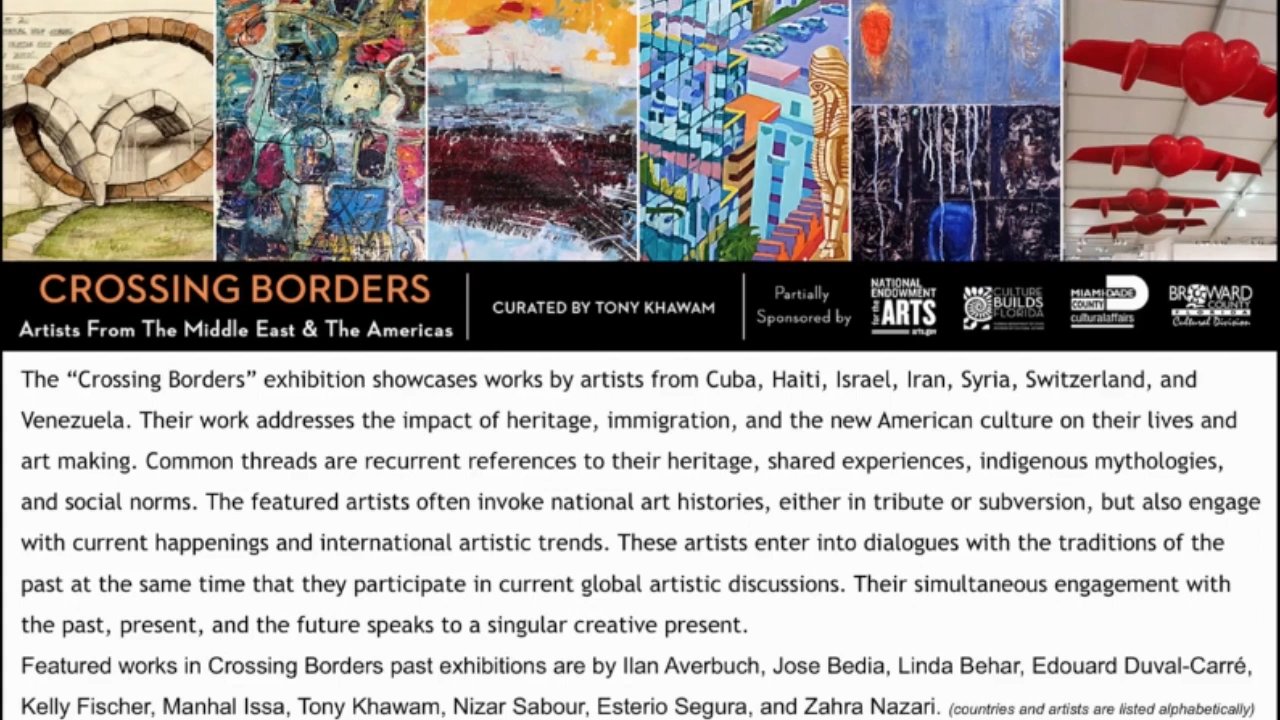 CROSSING BORDERS
Artists From The Middle East & The Americas
CURATED BY TONY KHAWAM
Partially
Sponsored by
NATIONAL
ENDOWMENT
for the ARTS
arts.gov
CULTURE
BUILDS
FLORIDA
MIAMI-DADE
COUNTY
culturalaffairs
BROWARD
COUNTY
FLORIDA
Cultural Division
The “Crossing Borders” exhibition showcases works by artists from Cuba, Haiti, Israel, Iran, Syria, Switzerland, and
Venezuela. Their work addresses the impact of heritage, immigration, and the new American culture on their lives and
art making. Common threads are recurrent references to their heritage, shared experiences, indigenous mythologies,
and social norms. The featured artists often invoke national art histories, either in tribute or subversion, but also engage
with current happenings and international artistic trends. These artists enter into dialogues with the traditions of the
past at the same time that they participate in current global artistic discussions. Their simultaneous engagement with
the past, present, and the future speaks to a singular creative present.
Featured works in Crossing Borders past exhibitions are by Ilan Averbuch, Jose Bedia, Linda Behar, Edouard Duval-Carré,
Kelly Fischer, Manhal Issa, Tony Khawam, Nizar Sabour, Esterio Segura, and Zahra Nazari. (countries and artists are listed alphabetically)